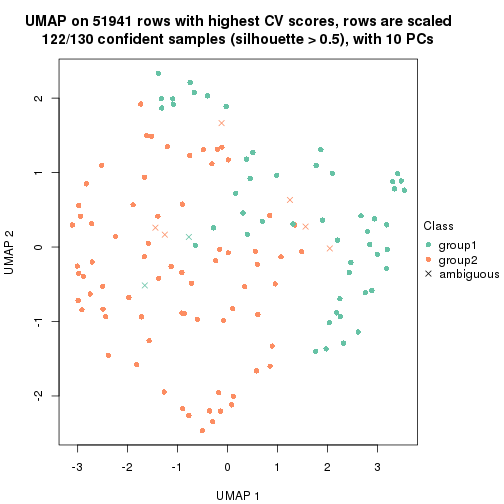 UMAP on 51941 rows with highest CV scores, rows are scaled
122/130 confident samples (silhouette > 0.5), with 10 PCs
UMAP 2
2
1
0
-1
-2
-3
-2
-1
0
1
2
3
UMAP 1
Class
group1
group2
ambiguous